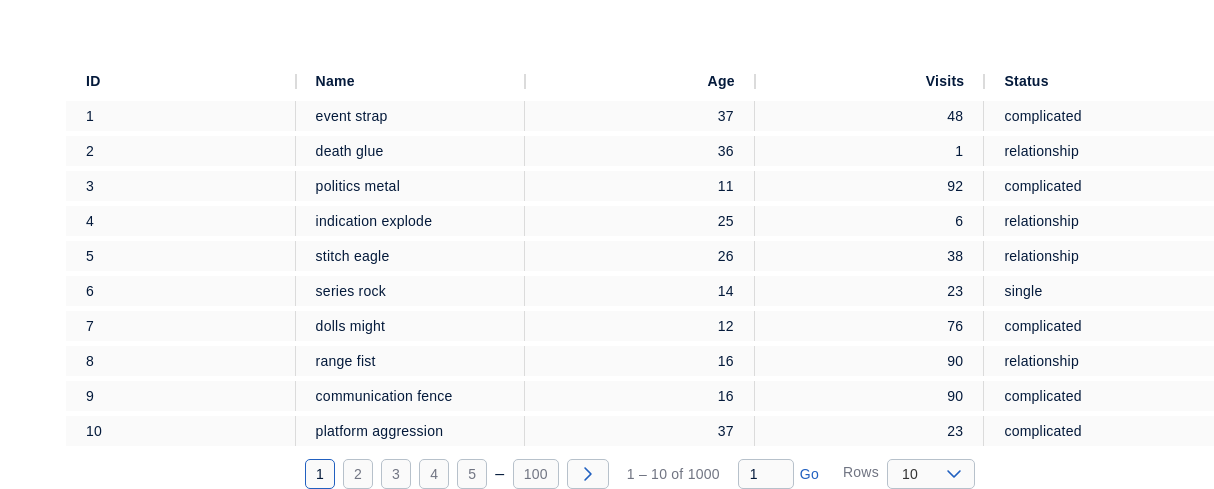 ID Name Age Visits Status
1 event strap 37 48 complicated
2 death glue 36 1 relationship
3 politics metal 11 92 complicated
4 indication explode 25 6 relationship
5 stitch eagle 26 38 relationship
6 series rock 14 23 single
7 dolls might 12 76 complicated
8 range fist 16 90 relationship
9 communication fence 16 90 complicated
10 platform aggression 37 23 complicated
1 2 3 4 5 – 100 1 – 10 of 1000 1 Go Rows 10